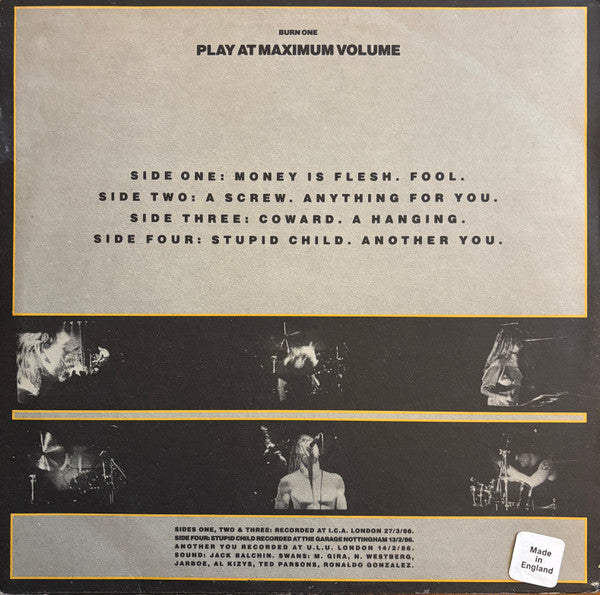 BURN ONE
PLAY AT MAXIMUM VOLUME
SIDE ONE: MONEY IS FLESH. FOOL.
SIDE TWO: A SCREW. ANYTHING FOR YOU.
SIDE THREE: COWARD. A HANGING.
SIDE FOUR: STUPID CHILD. ANOTHER YOU.
SIDES ONE, TWO & THREE: RECORDED AT I.C.A. LONDON 27/3/86.
SIDE FOUR: STUPID CHILD RECORDED AT THE GARAGE NOTTINGHAM 13/2/86.
ANOTHER YOU RECORDED AT U.L.U. LONDON 14/2/86.
SOUND: JACK BALCHIN. SWANS: M. GIRA, N. WESTBERG,
JARBOE, AL KIZYS, TED PARSONS, RONALDO GONZALEZ.
Made
in
England